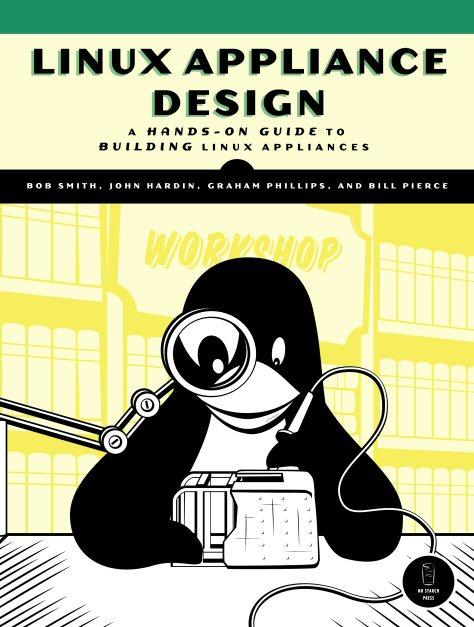 LINUX APPLIANCE
DESIGN
A HANDS-ON GUIDE TO
BUILDING LINUX APPLIANCES
BOB SMITH, JOHN HARDIN, GRAHAM PHILLIPS, AND BILL PIERCE
WORKSHOP
NO STARCH
PRESS